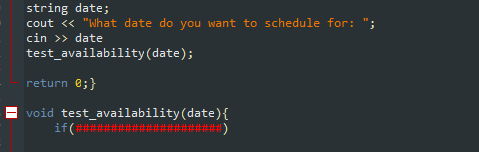 string date;
cout << "What date do you want to schedule for: ";
cin >> date
test_availability(date);
return 0;}
void test_availability(date){
if(#####################)